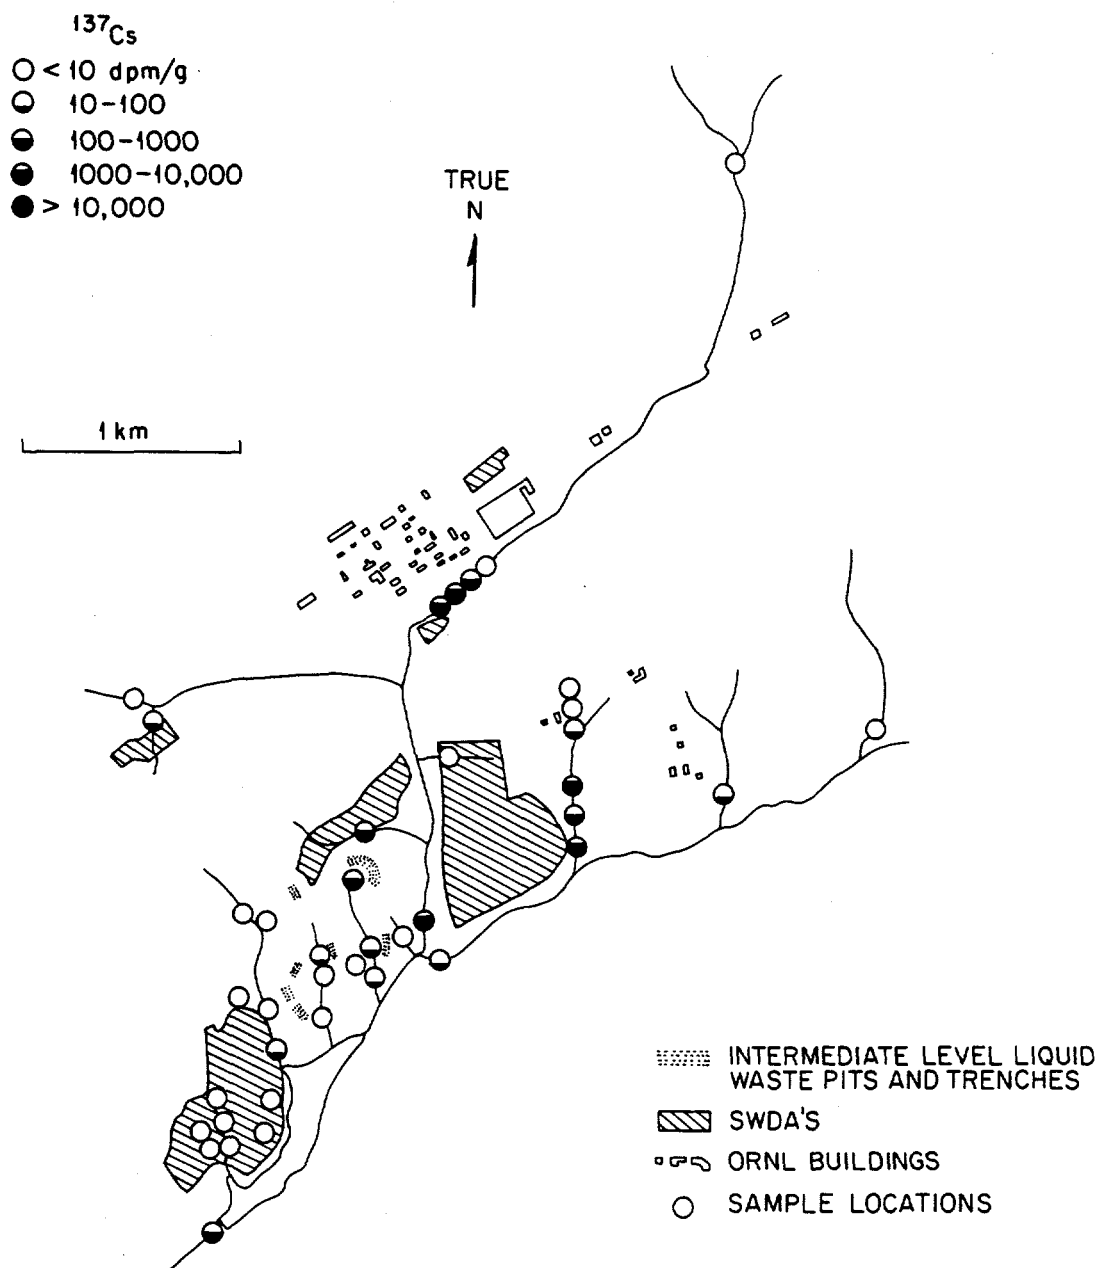 137Cs
< 10 dpm/g
10-100
100-1000
1000-10,000
> 10,000
TRUE
N
1 km
INTERMEDIATE LEVEL LIQUID
WASTE PITS AND TRENCHES
SWDA'S
ORNL BUILDINGS
SAMPLE LOCATIONS